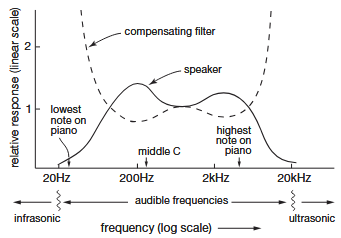 relative response (linear scale)
2
1
compensating filter
speaker
lowest
note on
piano
middle C
highest
note on
piano
20Hz 200Hz 2kHz 20kHz
infrasonic audible frequencies ultrasonic
frequency (log scale)